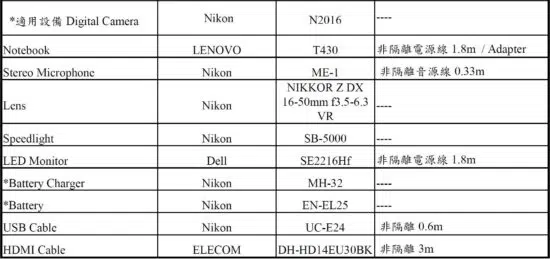 *適用設備 Digital Camera Nikon N2016 ----
Notebook LENOVO T430 非隔離電源線 1.8m / Adapter
Stereo Microphone Nikon ME-1 非隔離音源線 0.33m
Lens Nikon NIKKOR Z DX 16-50mm f3.5-6.3 VR ----
Speedlight Nikon SB-5000 ----
LED Monitor Dell SE2216Hf 非隔離電源線 1.8m
*Battery Charger Nikon MH-32 ----
*Battery Nikon EN-EL25 ----
USB Cable Nikon UC-E24 非隔離 0.6m
HDMI Cable ELECOM DH-HD14EU30BK 非隔離 3m